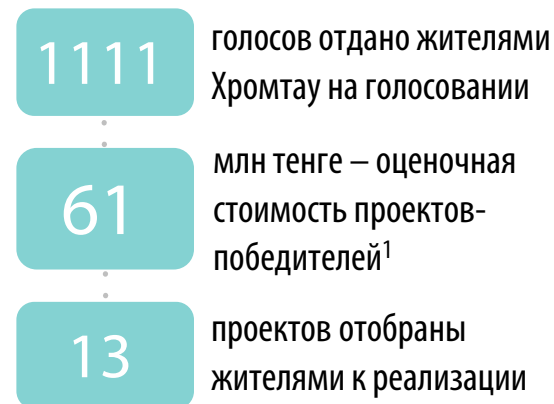 1111
голосов отдано жителями
Хромтау на голосовании
61
млн тенге – оценочная
стоимость проектов-
победителей¹
13
проектов отобраны
жителями к реализации